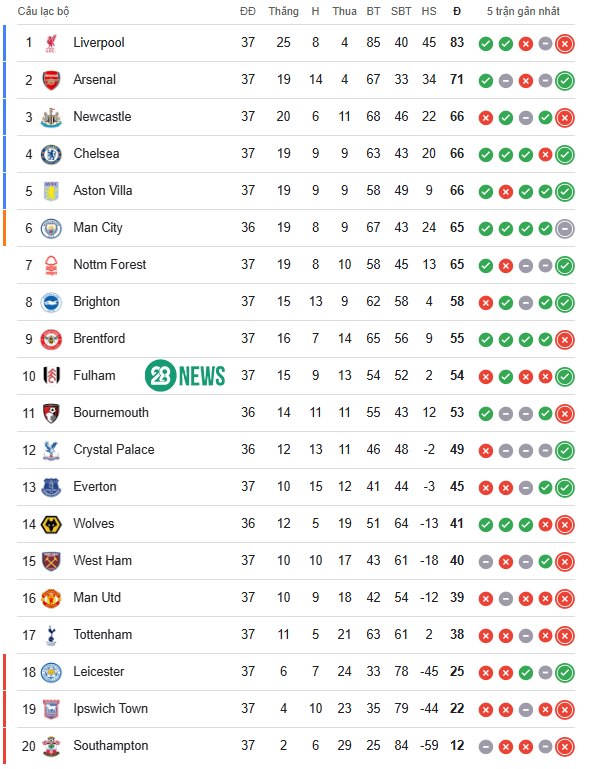 Câu lạc bộ ĐĐ Thắng H Thua BT SBT HS Đ 5 trận gần nhất
1 Liverpool 37 25 8 4 85 40 45 83
2 Arsenal 37 19 14 4 67 33 34 71
3 Newcastle 37 20 6 11 68 46 22 66
4 Chelsea 37 19 9 9 63 43 20 66
5 Aston Villa 37 19 9 9 58 49 9 66
6 Man City 36 19 8 9 67 43 24 65
7 Nottm Forest 37 19 8 10 58 45 13 65
8 Brighton 37 15 13 9 62 58 4 58
9 Brentford 37 16 7 14 65 56 9 55
10 Fulham 28 NEWS 37 15 9 13 54 52 2 54
11 Bournemouth 36 14 11 11 55 43 12 53
12 Crystal Palace 36 12 13 11 46 48 -2 49
13 Everton 37 10 15 12 41 44 -3 45
14 Wolves 36 12 5 19 51 64 -13 41
15 West Ham 37 10 10 17 43 61 -18 40
16 Man Utd 37 10 9 18 42 54 -12 39
17 Tottenham 37 11 5 21 63 61 2 38
18 Leicester 37 6 7 24 33 78 -45 25
19 Ipswich Town 37 4 10 23 35 79 -44 22
20 Southampton 37 2 6 29 25 84 -59 12